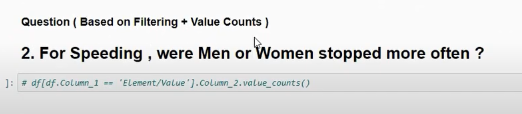 Question ( Based on Filtering + Value Counts )
2. For Speeding , were Men or Women stopped more often ?
]: # df[df.Column_1 == 'Element/Value'].Column_2.value_counts()